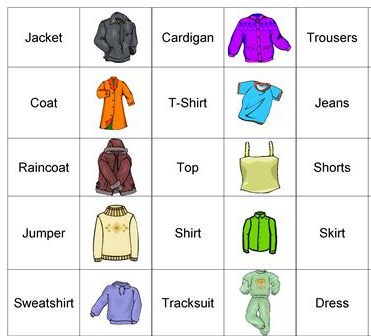 Jacket Cardigan Trousers
Coat T-Shirt Jeans
Raincoat Top Shorts
Jumper Shirt Skirt
Sweatshirt Tracksuit Dress